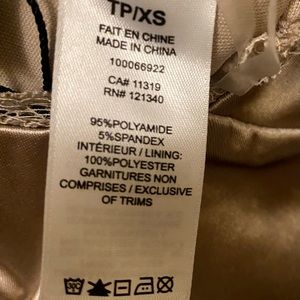 TP/XS
FAIT EN CHINE
MADE IN CHINA
100066922
CA# 11319
RN# 121340
95%POLYAMIDE
5%SPANDEX
INTÉRIEUR / LINING:
100%POLYESTER
GARNITURES NON
COMPRISES / EXCLUSIVE
OF TRIMS